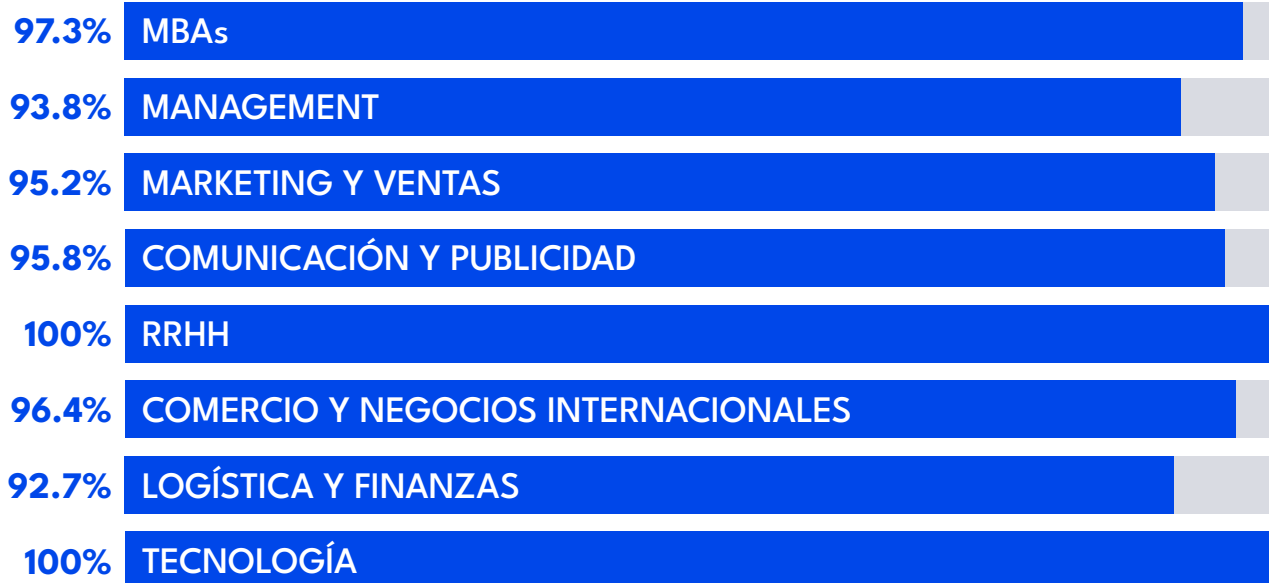 97.3% MBAs
93.8% MANAGEMENT
95.2% MARKETING Y VENTAS
95.8% COMUNICACIÓN Y PUBLICIDAD
100% RRHH
96.4% COMERCIO Y NEGOCIOS INTERNACIONALES
92.7% LOGÍSTICA Y FINANZAS
100% TECNOLOGÍA